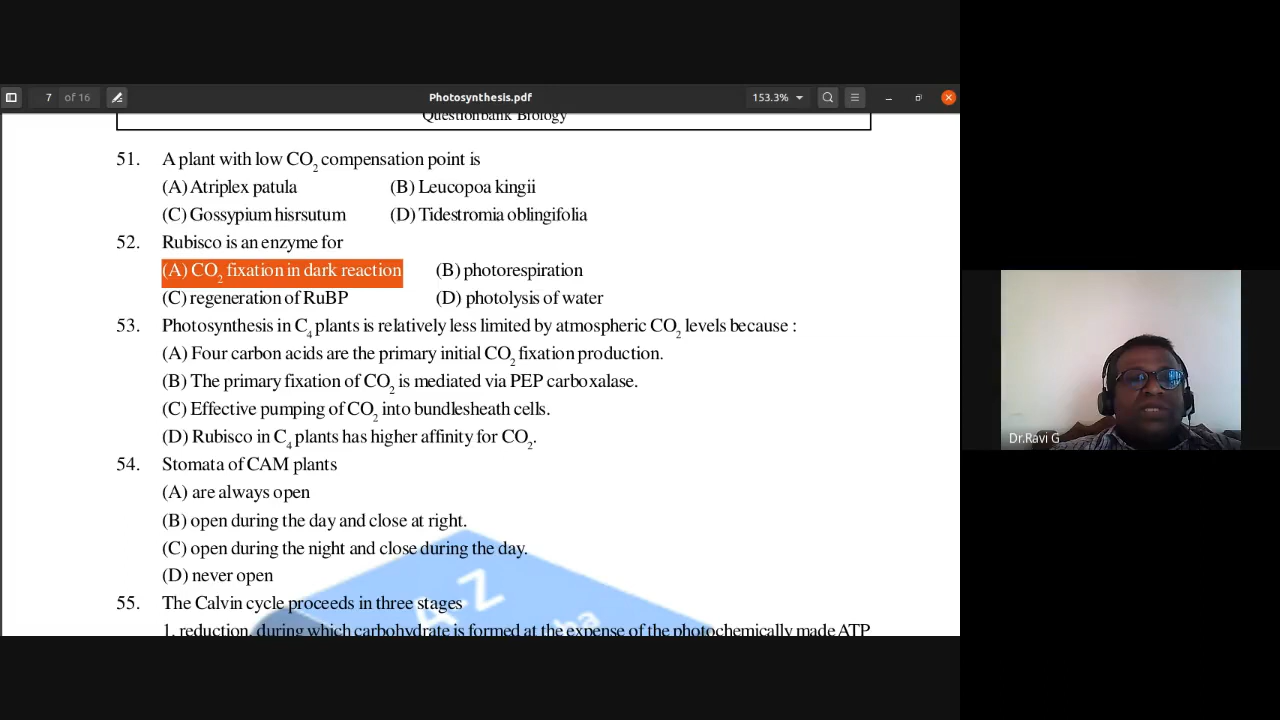 7 of 16
Photosynthesis.pdf
153.3%
Questionbank Biology
51. A plant with low CO2 compensation point is
(A) Atriplex patula (B) Leucopoa kingii
(C) Gossypium hisrsutum (D) Tidestromia oblingifolia
52. Rubisco is an enzyme for
(A) CO2 fixation in dark reaction (B) photorespiration
(C) regeneration of RuBP (D) photolysis of water
53. Photosynthesis in C4 plants is relatively less limited by atmospheric CO2 levels because :
(A) Four carbon acids are the primary initial CO2 fixation production.
(B) The primary fixation of CO2 is mediated via PEP carboxalase.
(C) Effective pumping of CO2 into bundlesheath cells.
(D) Rubisco in C4 plants has higher affinity for CO2.
54. Stomata of CAM plants
(A) are always open
(B) open during the day and close at right.
(C) open during the night and close during the day.
(D) never open
55. The Calvin cycle proceeds in three stages
1. reduction, during which carbohydrate is formed at the expense of the photochemically made ATP
A-Z
Dr.Ravi G